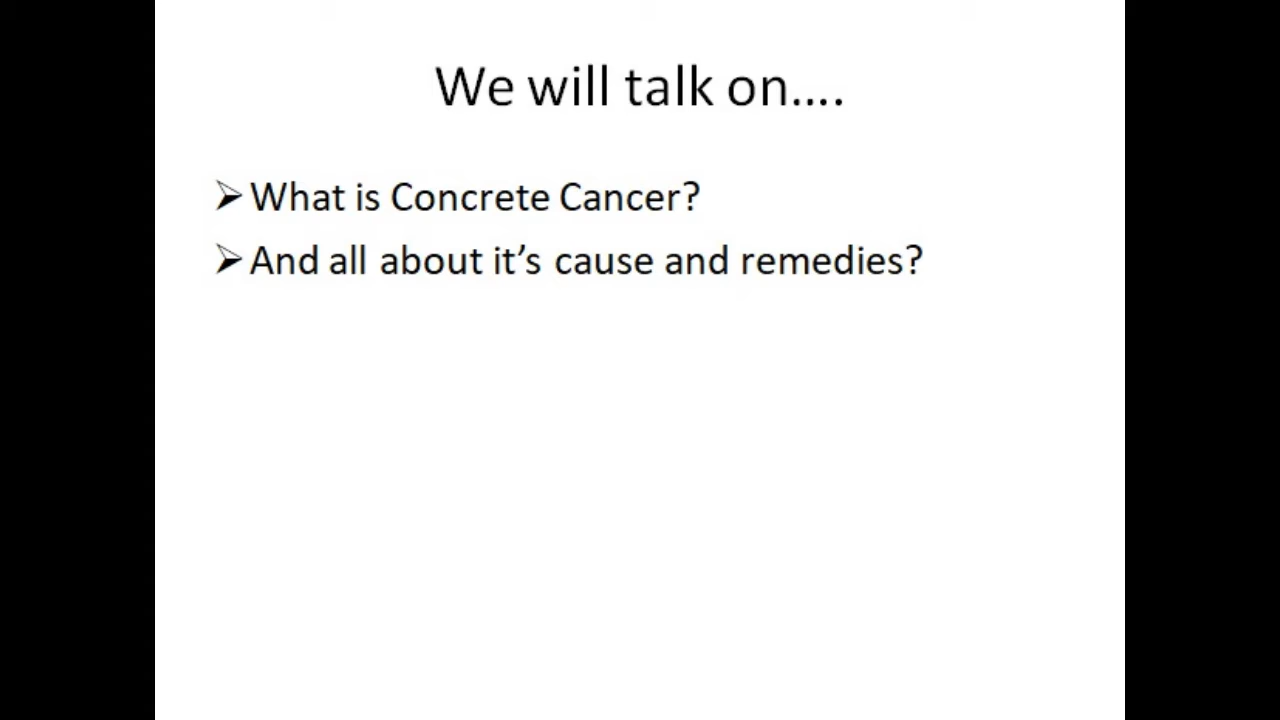 We will talk on....
➢What is Concrete Cancer?
➢And all about it’s cause and remedies?